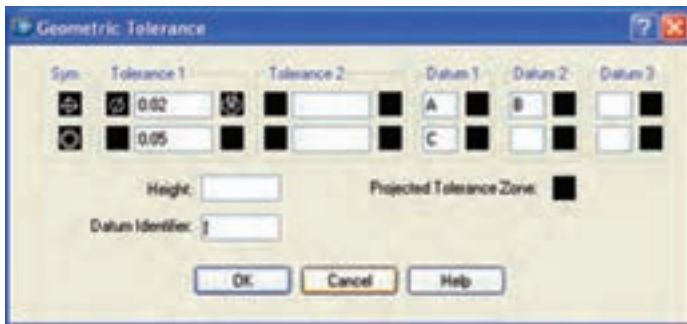 Geometric Tolerance
Sym Tolerance 1 Tolerance 2 Datum 1 Datum 2 Datum 3
0.02 A B
0.05 C
Height:
Projected Tolerance Zone:
Datum Identifier:
OK Cancel Help